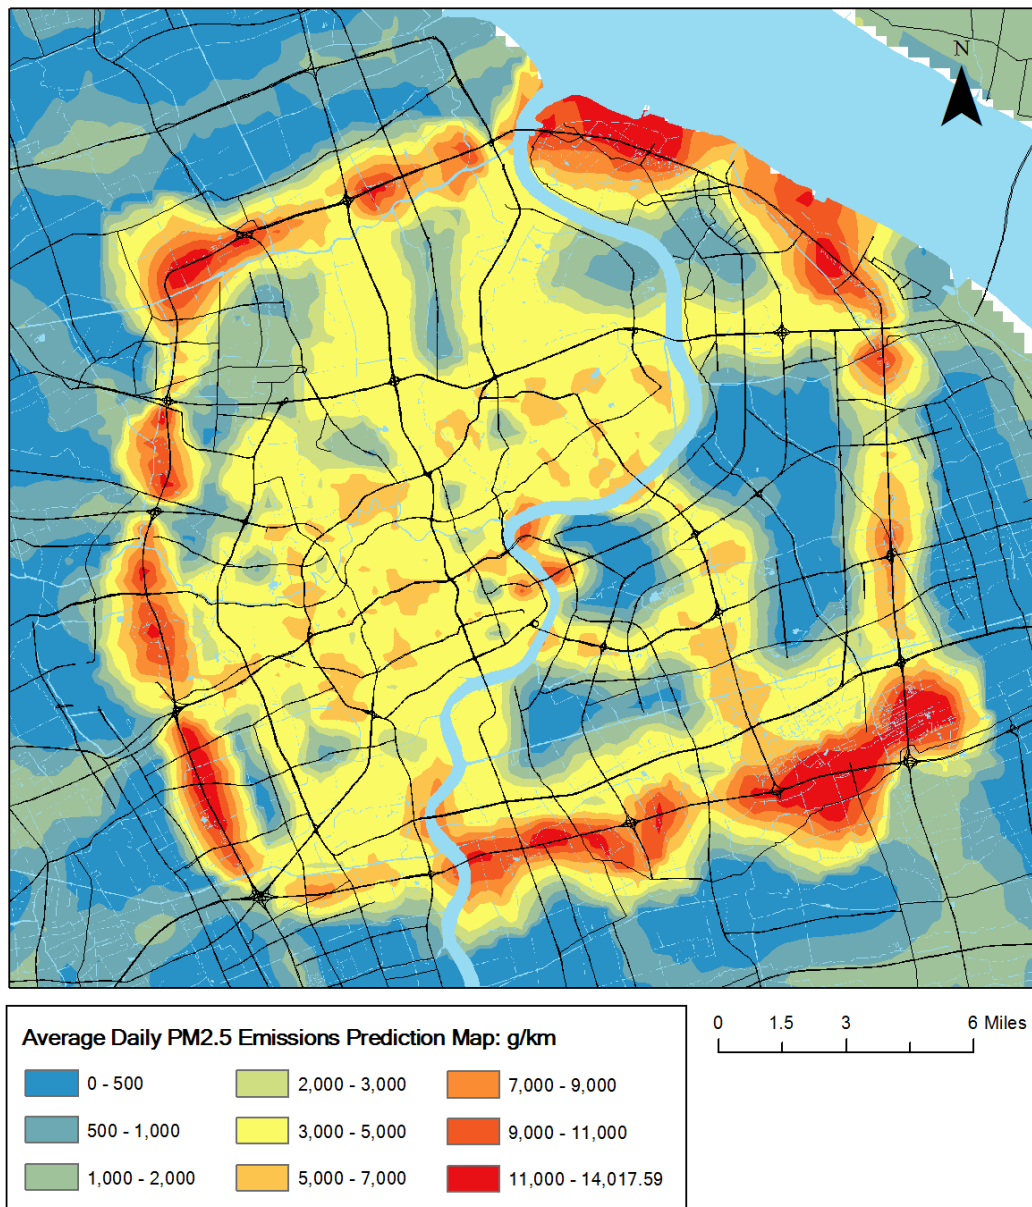 N
Average Daily PM2.5 Emissions Prediction Map: g/km
0 - 500
2,000 - 3,000
7,000 - 9,000
500 - 1,000
3,000 - 5,000
9,000 - 11,000
1,000 - 2,000
5,000 - 7,000
11,000 - 14,017.59
0 1.5 3 6 Miles